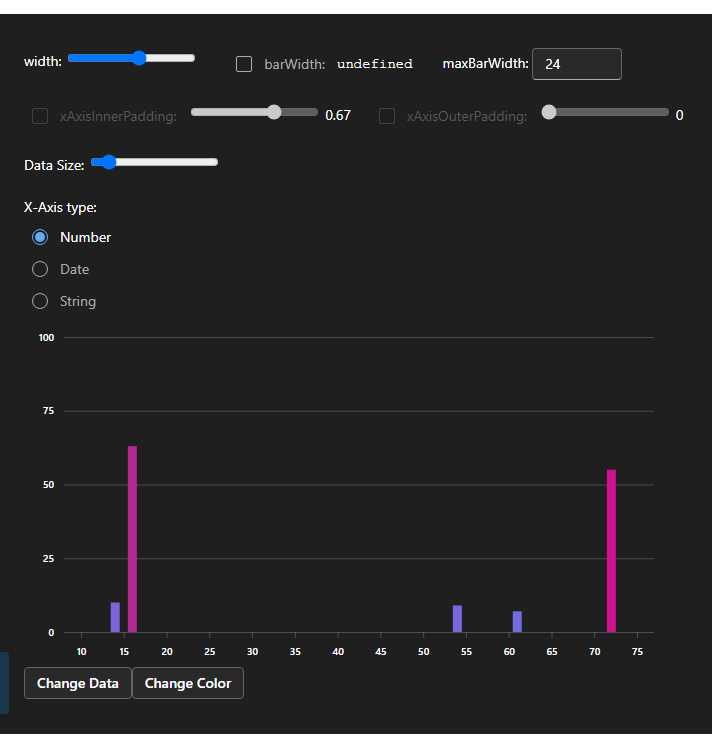 width: barWidth: undefined maxBarWidth: 24
xAxisInnerPadding: 0.67 xAxisOuterPadding: 0
Data Size:
X-Axis type:
Number
Date
String
100
75
50
25
0
10 15 20 25 30 35 40 45 50 55 60 65 70 75
Change Data Change Color